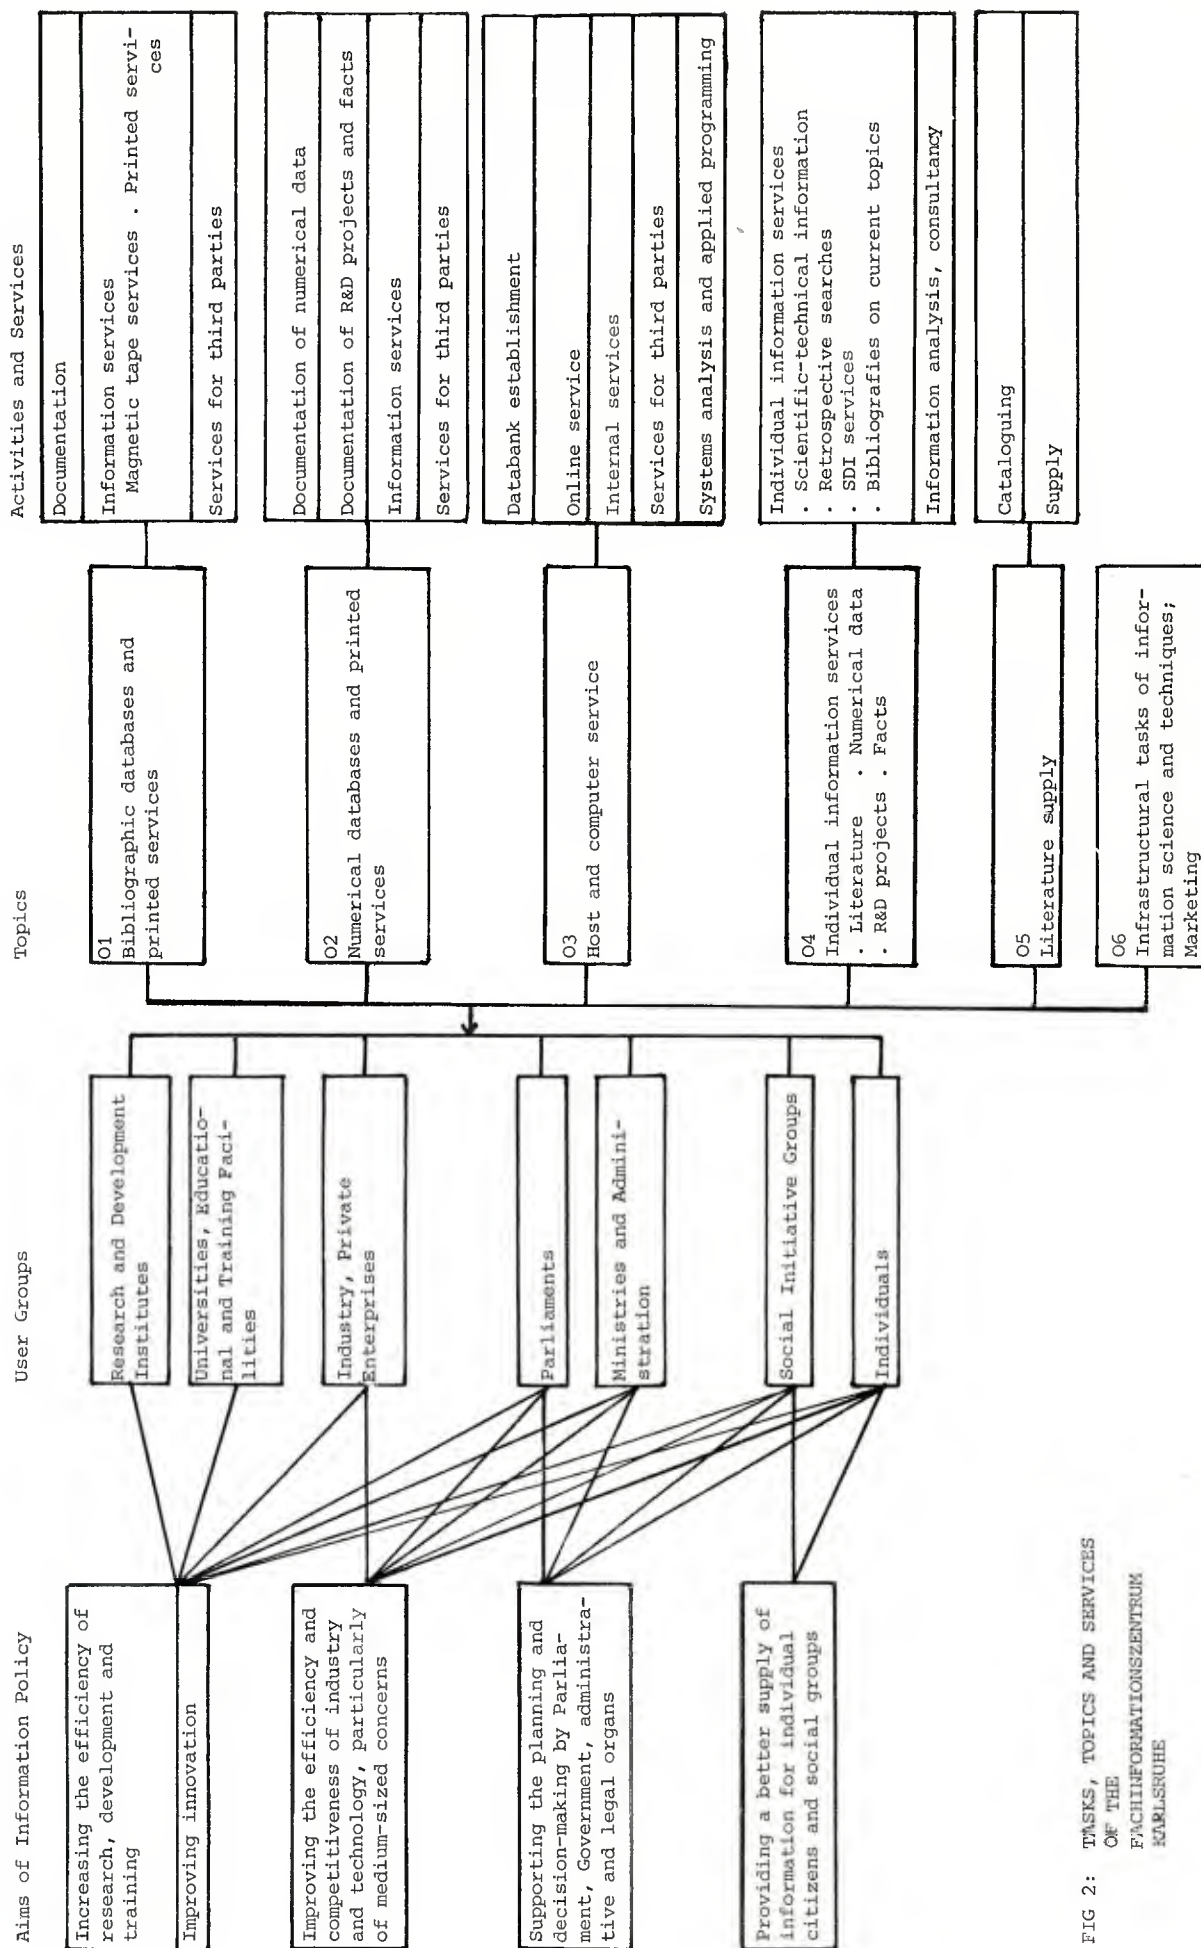 Aims of Information Policy
Increasing the efficiency of
research, development and
training
Improving innovation
Improving the efficiency and
competitiveness of industry
and technology, particularly
of medium-sized concerns
Supporting the planning and
decision-making by Parlia-
ment, Government, administra-
tive and legal organs
Providing a better supply of
information for individual
citizens and social groups
User Groups
Research and Development
Institutes
Universities, Educatio-
nal and Training Faci-
lities
Industry, Private
Enterprises
Parliaments
Ministries and Admini-
stration
Social Initiative Groups
Individuals
Topics
O1
Bibliographic databases and
printed services
O2
Numerical databases and printed
services
O3
Host and computer service
O4
Individual information services
. Literature . Numerical data
. R&D projects . Facts
O5
Literature supply
O6
Infrastructural tasks of infor-
mation science and techniques;
Marketing
Activities and Services
Documentation
Information services
Magnetic tape services . Printed servi-
ces
Services for third parties
Documentation of numerical data
Documentation of R&D projects and facts
Information services
Services for third parties
Databank establishment
Online service
Internal services
Services for third parties
Systems analysis and applied programming
Individual information services
. Scientific-technical information
. Retrospective searches
. SDI services
. Bibliografies on current topics
Information analysis, consultancy
Cataloguing
Supply
FIG 2: TASKS, TOPICS AND SERVICES
OF THE
FACHINFORMATIONSZENTRUM
KARLSRUHE